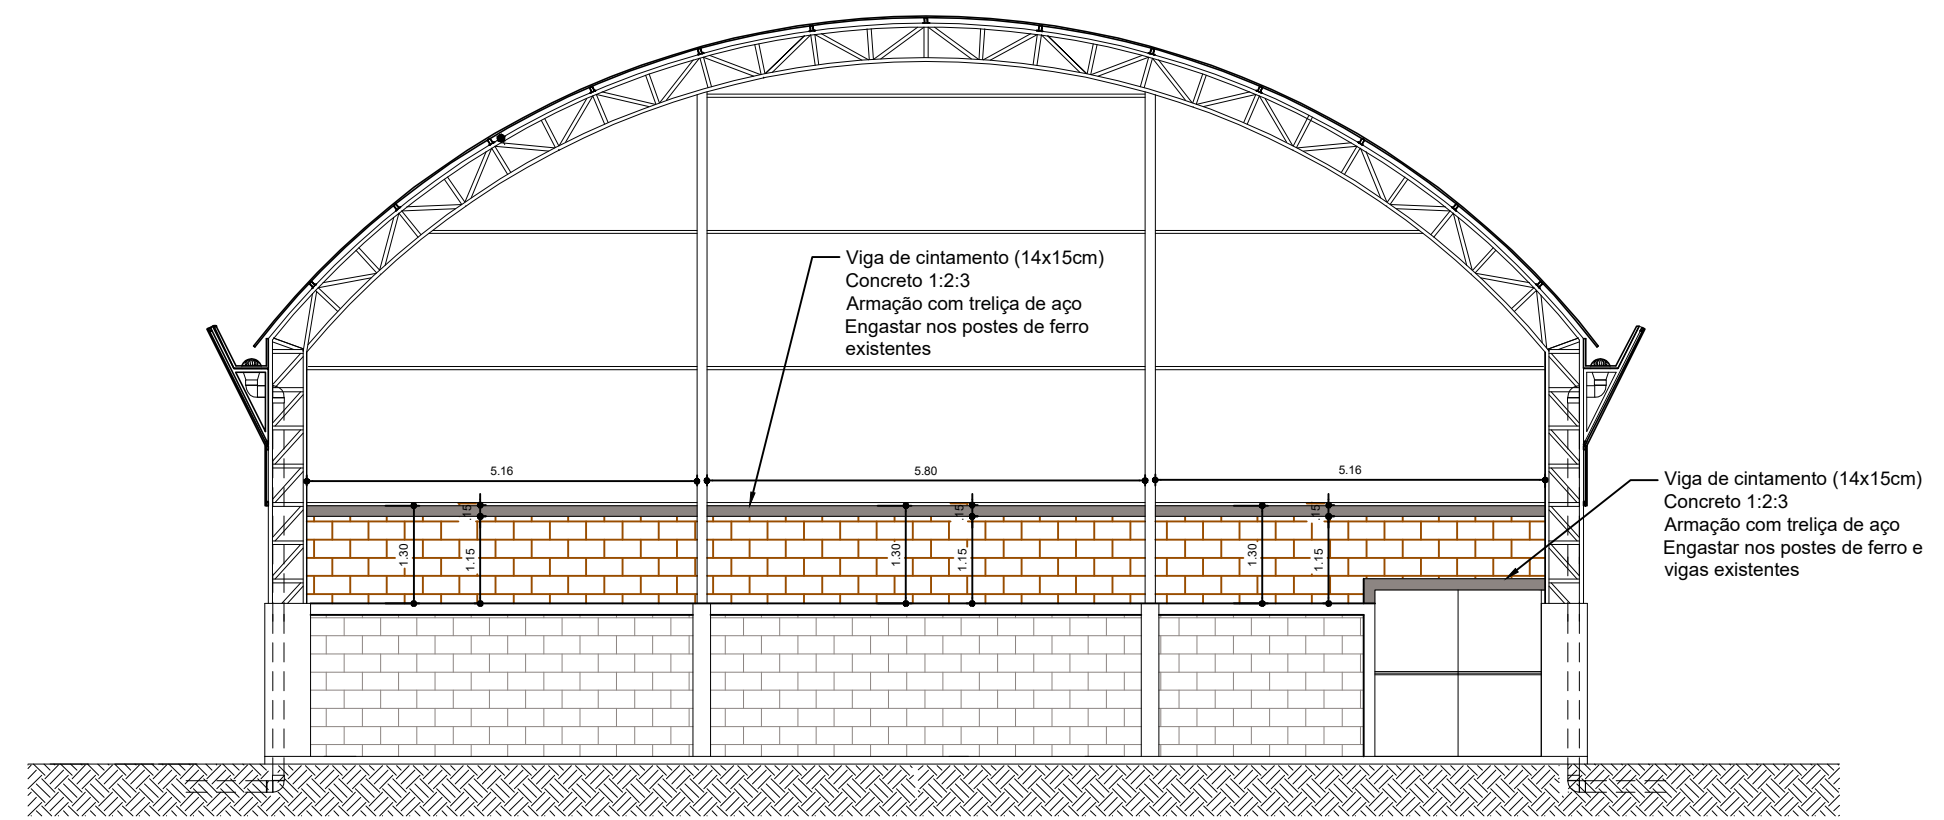 Viga de cintamento (14x15cm)
Concreto 1:2:3
Armação com treliça de aço
Engastar nos postes de ferro
existentes
5.16
5.80
5.16
Viga de cintamento (14x15cm)
Concreto 1:2:3
Armação com treliça de aço
Engastar nos postes de ferro e
vigas existentes
1.30
.15
1.15
1.30
.15
1.15
1.30
.15
1.15